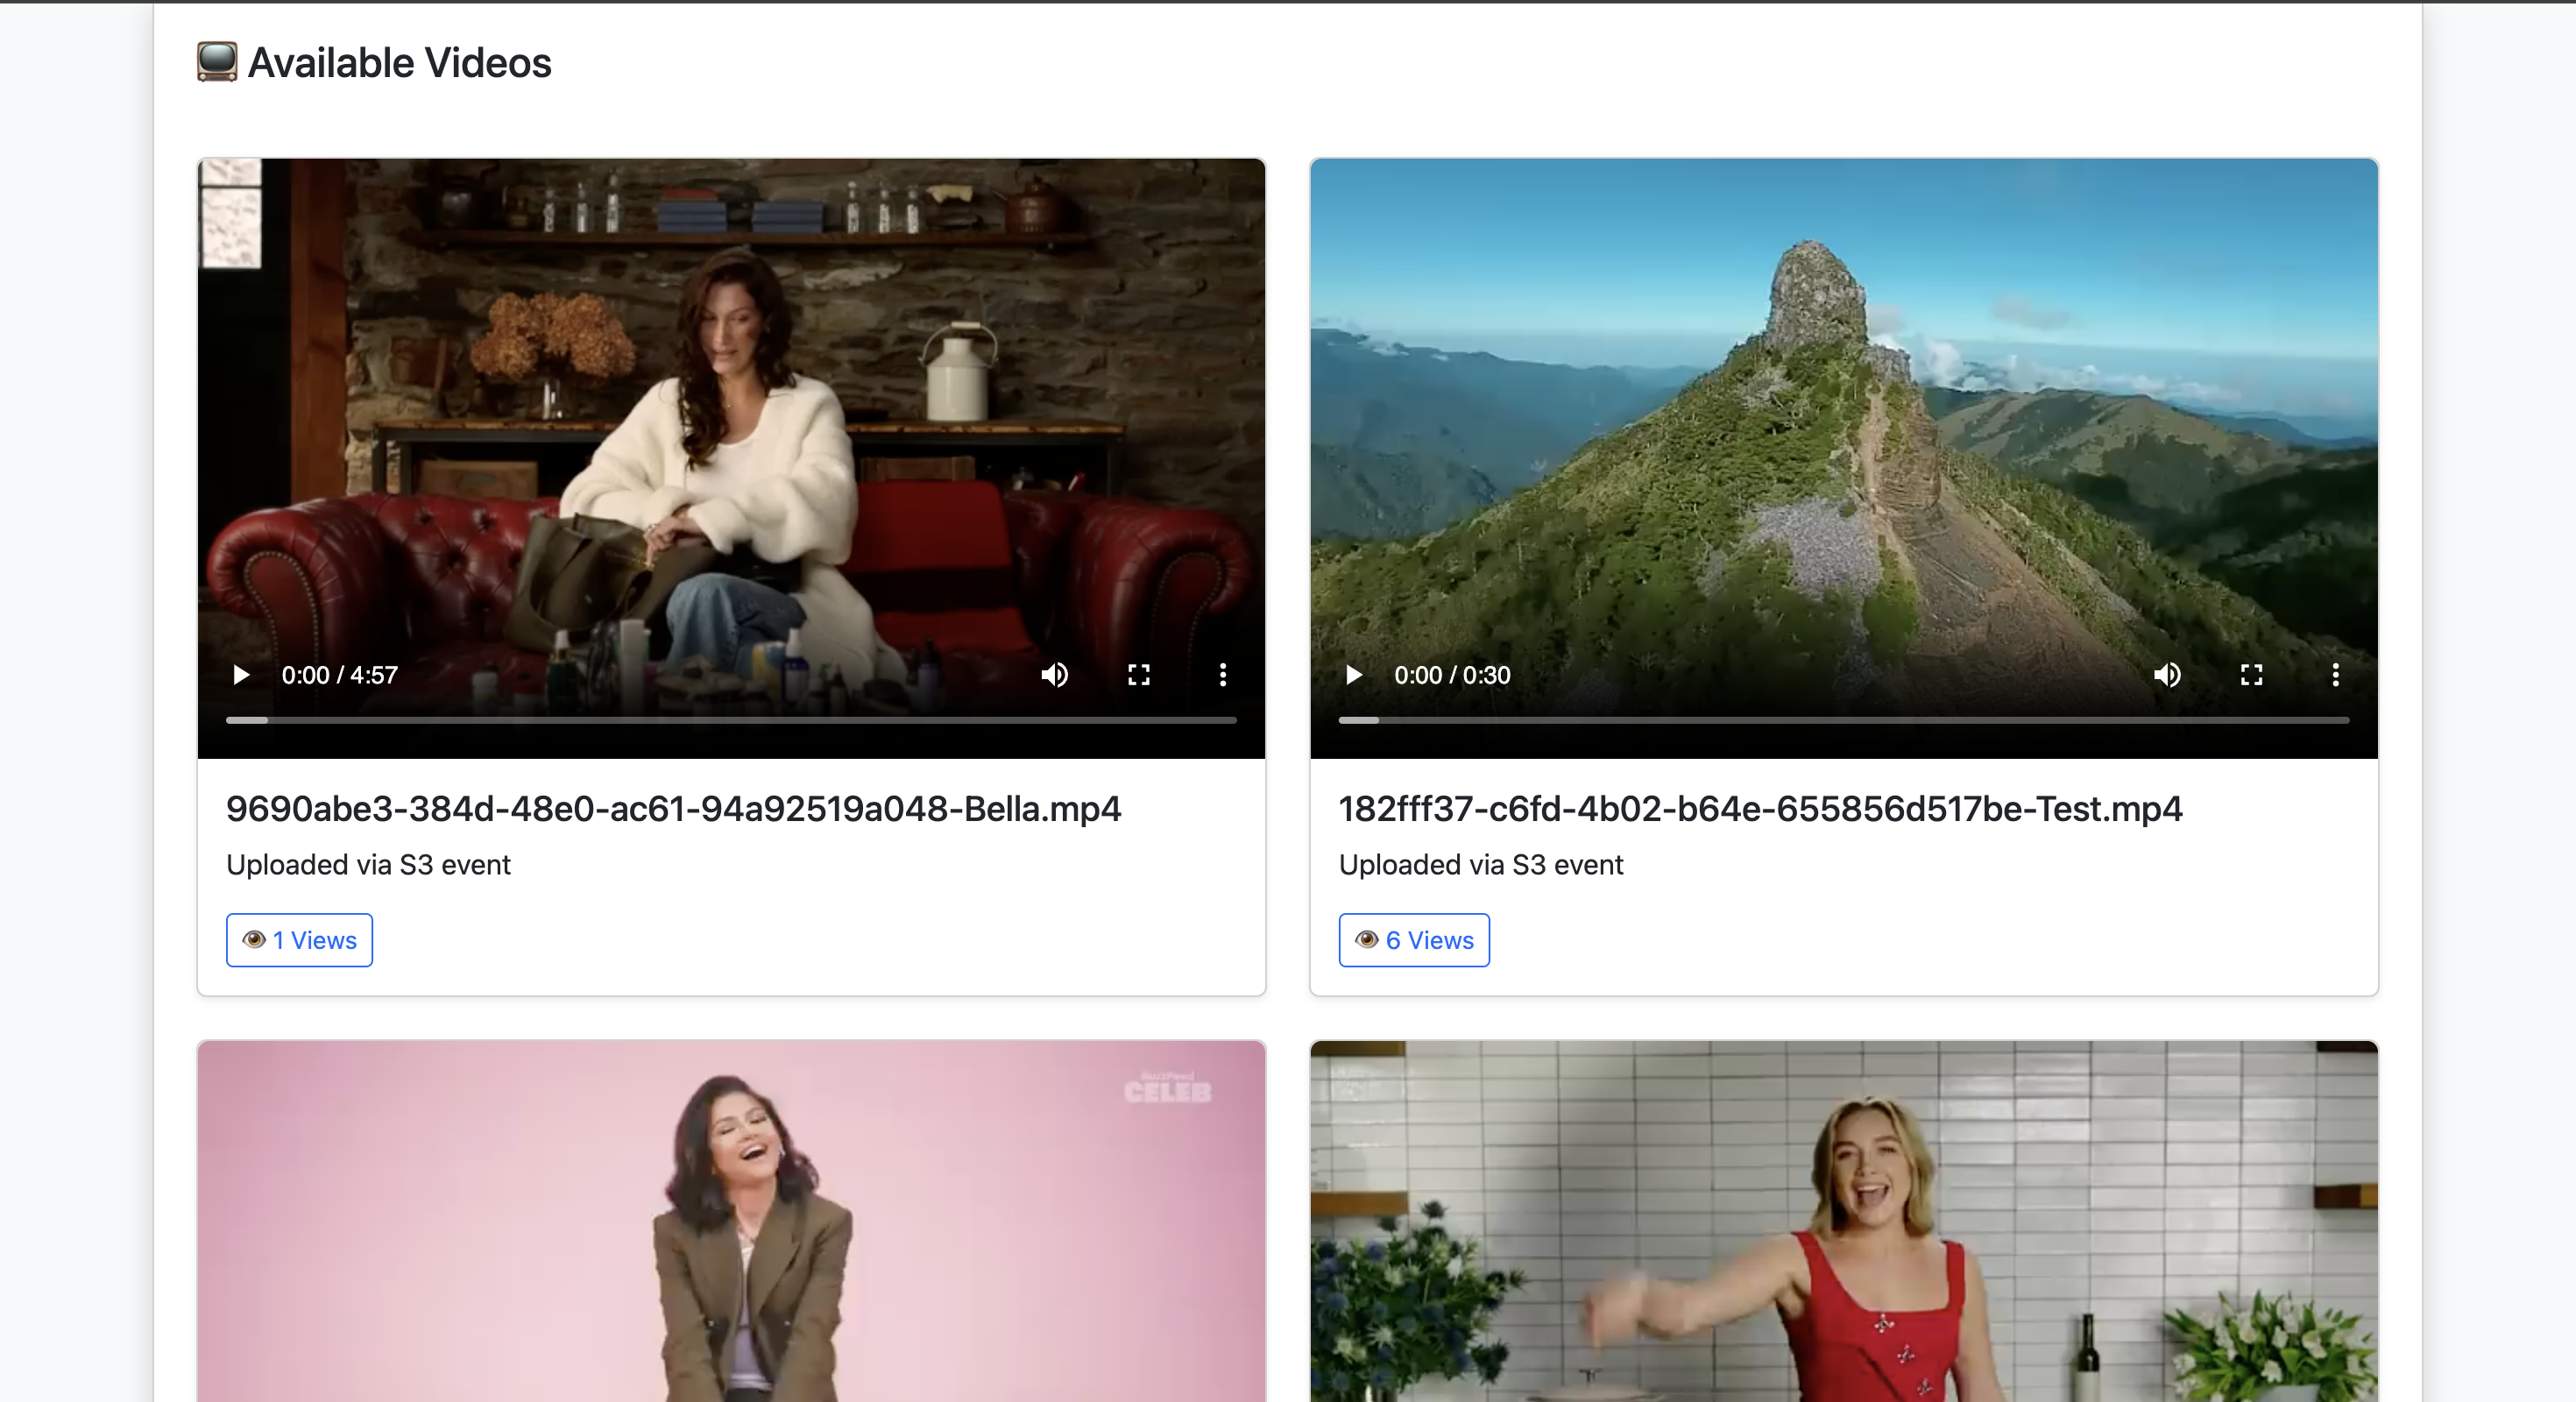 Available Videos
0:00 / 4:57
0:00 / 0:30
9690abe3-384d-48e0-ac61-94a92519a048-Bella.mp4
Uploaded via S3 event
1 Views
182fff37-c6fd-4b02-b64e-655856d517be-Test.mp4
Uploaded via S3 event
6 Views
BuzzFeed
CELEB